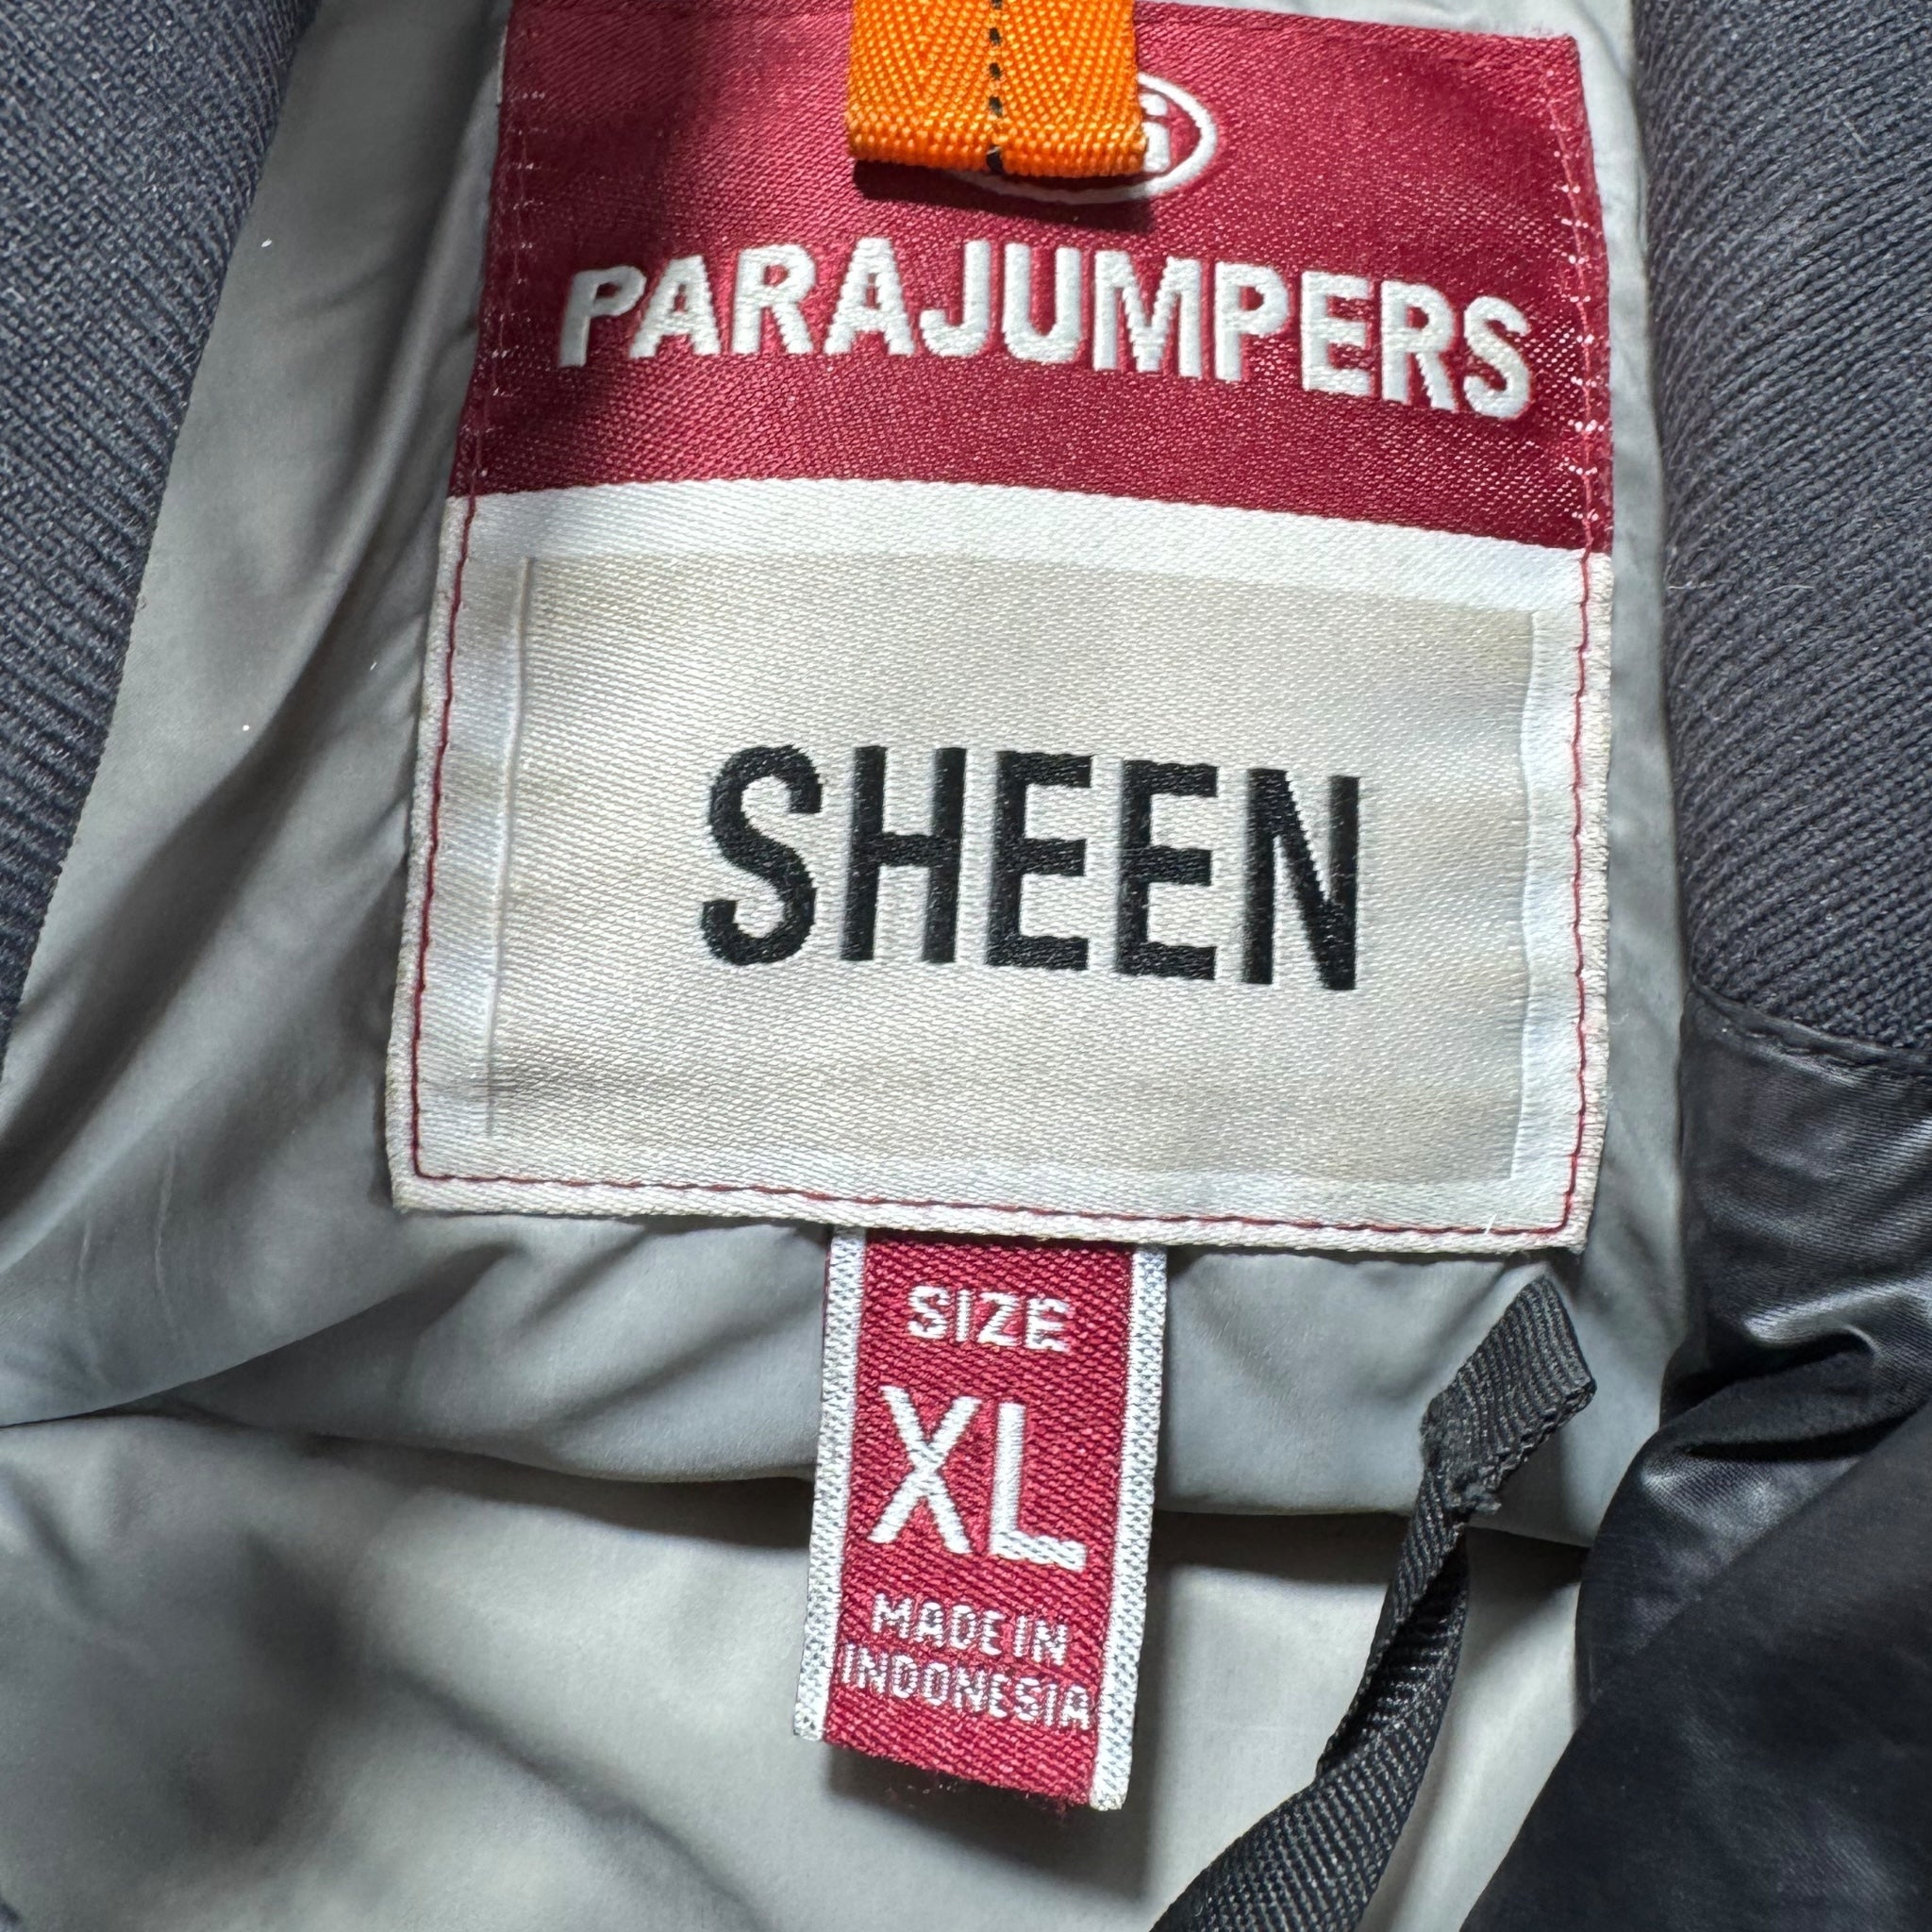 PARAJUMPERS
SHEEN
SIZE
XL
MADE IN
INDONESIA